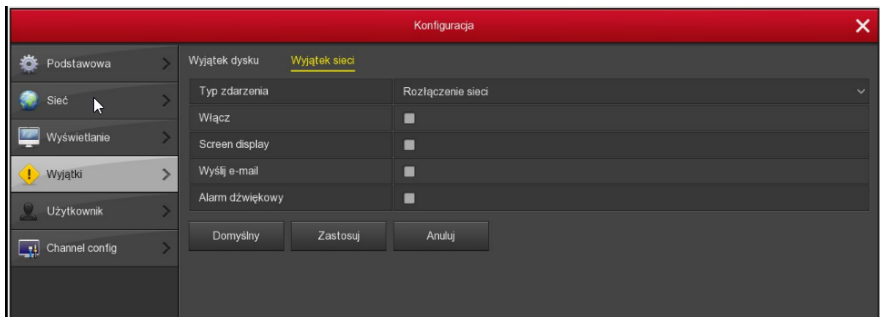 Konfiguracja
Podstawowa
Sieć
Wyświetlanie
Wyjątki
Użytkownik
Channel config
Wyjątek dysku Wyjątek sieci
Typ zdarzenia Rozłączenie sieci
Włącz
Screen display
Wyślij e-mail
Alarm dźwiękowy
Domyślny Zastosuj Anuluj